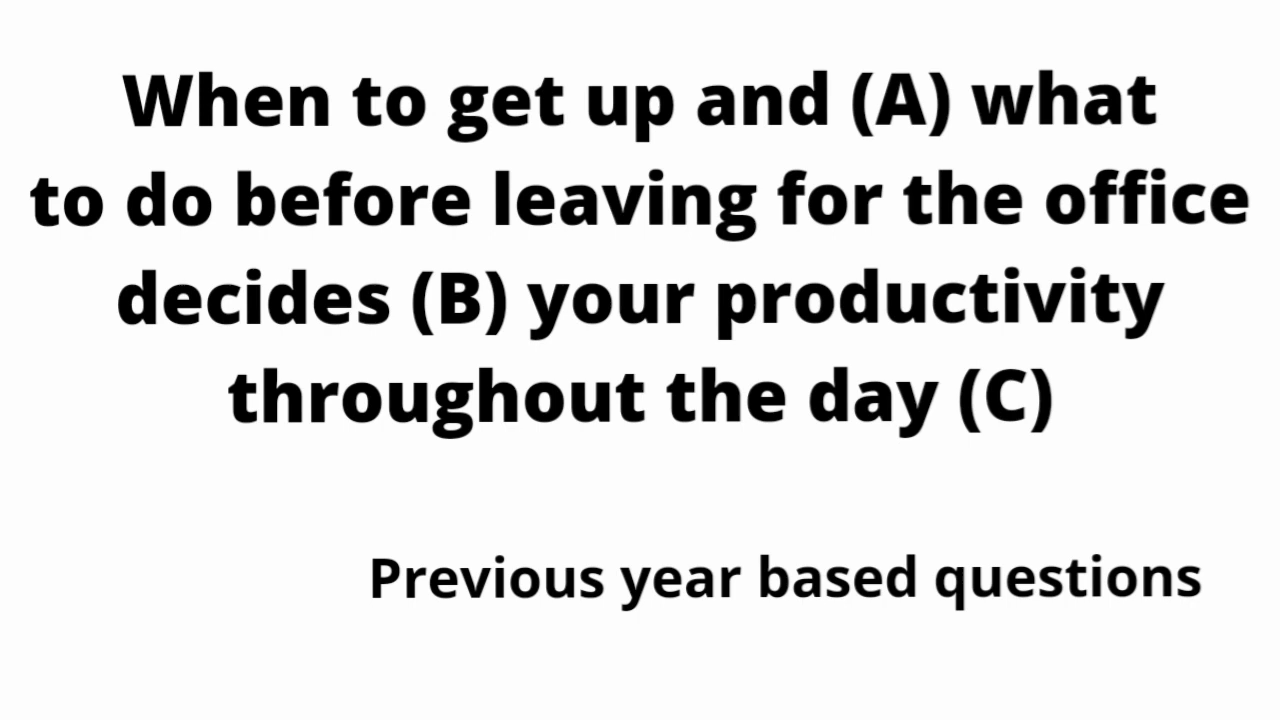 When to get up and (A) what
to do before leaving for the office
decides (B) your productivity
throughout the day (C)
Previous year based questions